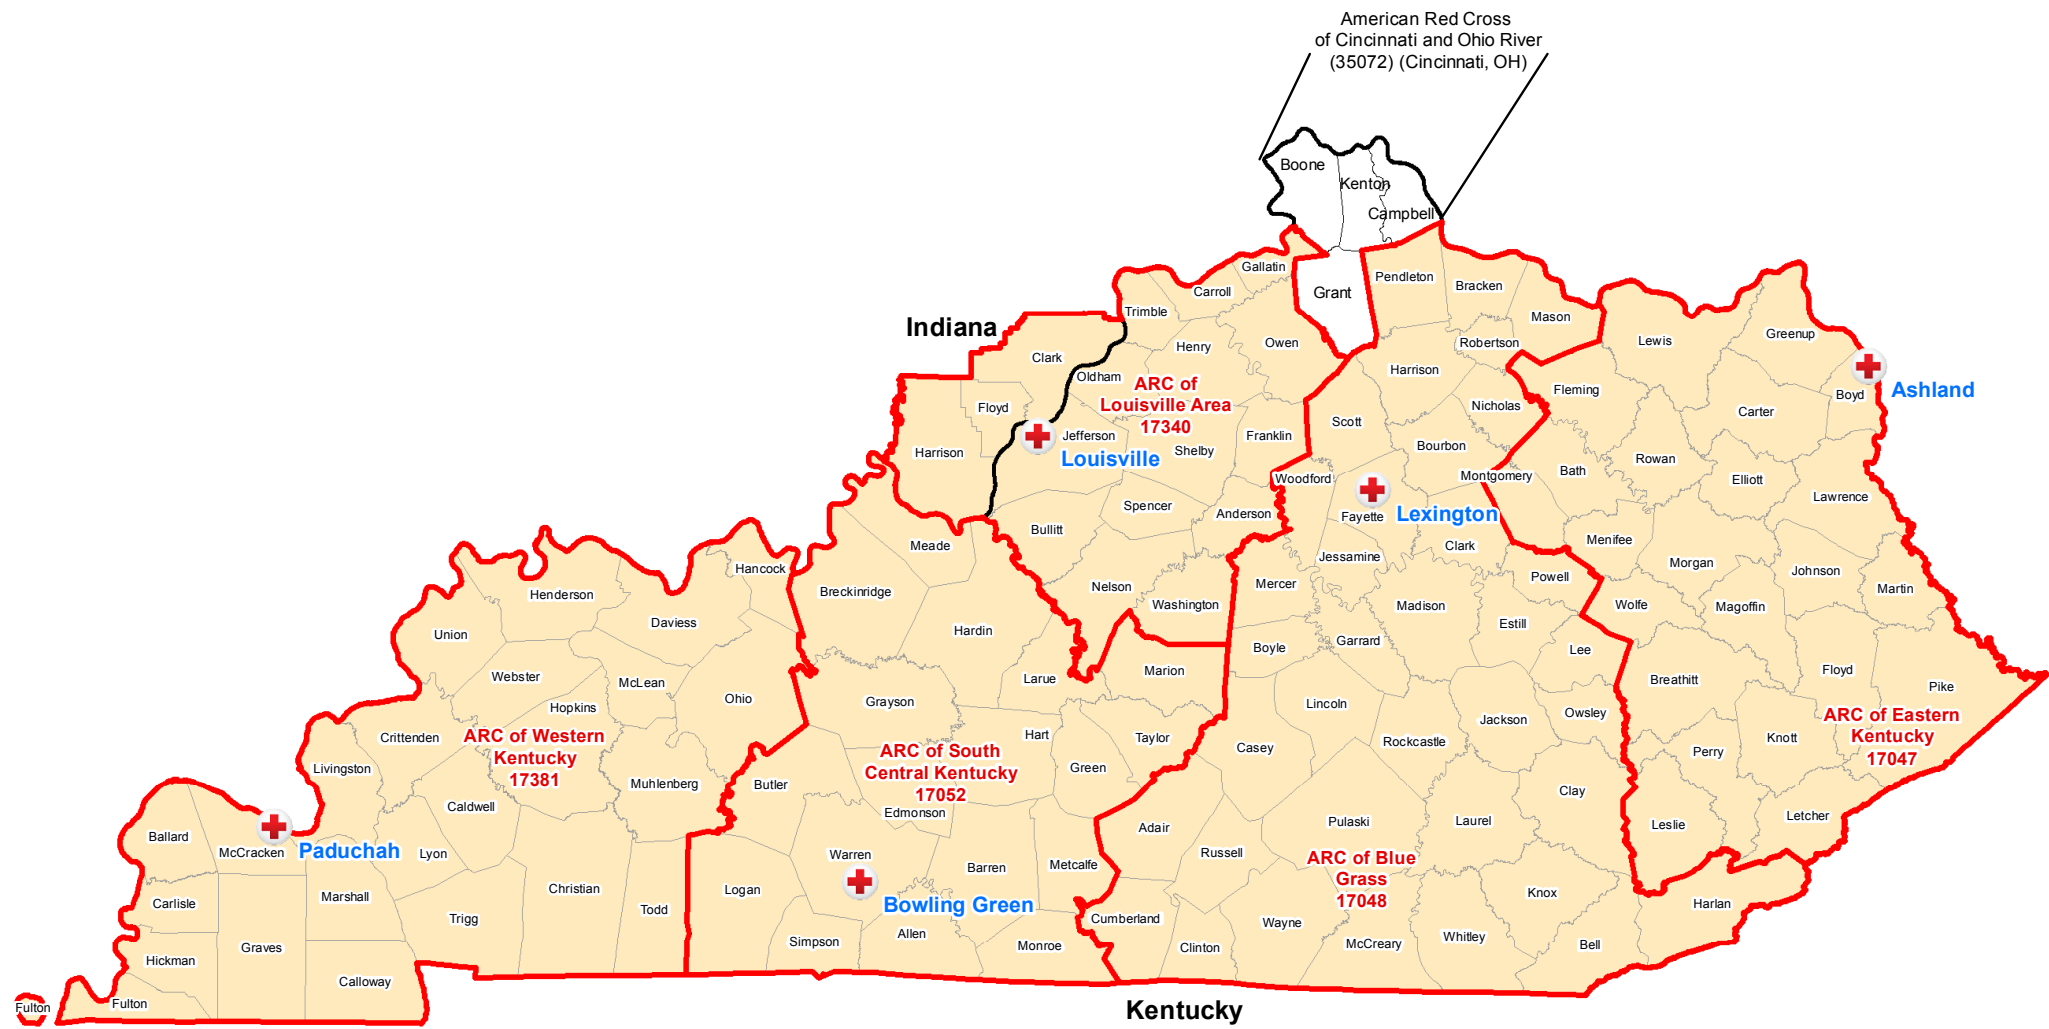 American Red Cross
of Cincinnati and Ohio River
(35072) (Cincinnati, OH)
Boone
Kenton
Campbell
Gallatin
Grant
Pendleton
Bracken
Mason
Carroll
Trimble
Indiana
Clark
Henry
Owen
Oldham
Robertson
Harrison
Lewis
Greenup
ARC of
Louisville Area
17340
Floyd
Harrison
Jefferson
Louisville
Shelby
Franklin
Scott
Nicholas
Bourbon
Fleming
Carter
Boyd
Ashland
Rowan
Bath
Elliott
Lawrence
Montgomery
Woodford
Fayette
Lexington
Spencer
Anderson
Bullitt
Meade
Clark
Jessamine
Menifee
Morgan
Johnson
Martin
Hancock
Henderson
Breckinridge
Nelson
Washington
Mercer
Madison
Powell
Wolfe
Magoffin
Union
Daviess
Hardin
Estill
Garrard
Boyle
Lee
Webster
McLean
Hopkins
Ohio
Grayson
Larue
Marion
Lincoln
Breathitt
Floyd
Pike
Owsley
Jackson
ARC of Eastern
Kentucky
17047
Crittenden
ARC of Western
Kentucky
17381
ARC of South
Central Kentucky
17052
Hart
Taylor
Casey
Rockcastle
Perry
Knott
Livingston
Muhlenberg
Butler
Green
Clay
Caldwell
Edmonson
Adair
Pulaski
Laurel
Leslie
Letcher
Ballard
McCracken
Paduchah
Lyon
Warren
Barren
Metcalfe
Russell
ARC of Blue
Grass
17048
Carlisle
Marshall
Christian
Logan
Bowling Green
Knox
Harlan
Trigg
Todd
Cumberland
Wayne
Hickman
Graves
Simpson
Allen
Monroe
Clinton
McCreary
Whitley
Bell
Calloway
Fulton
Fulton
Kentucky